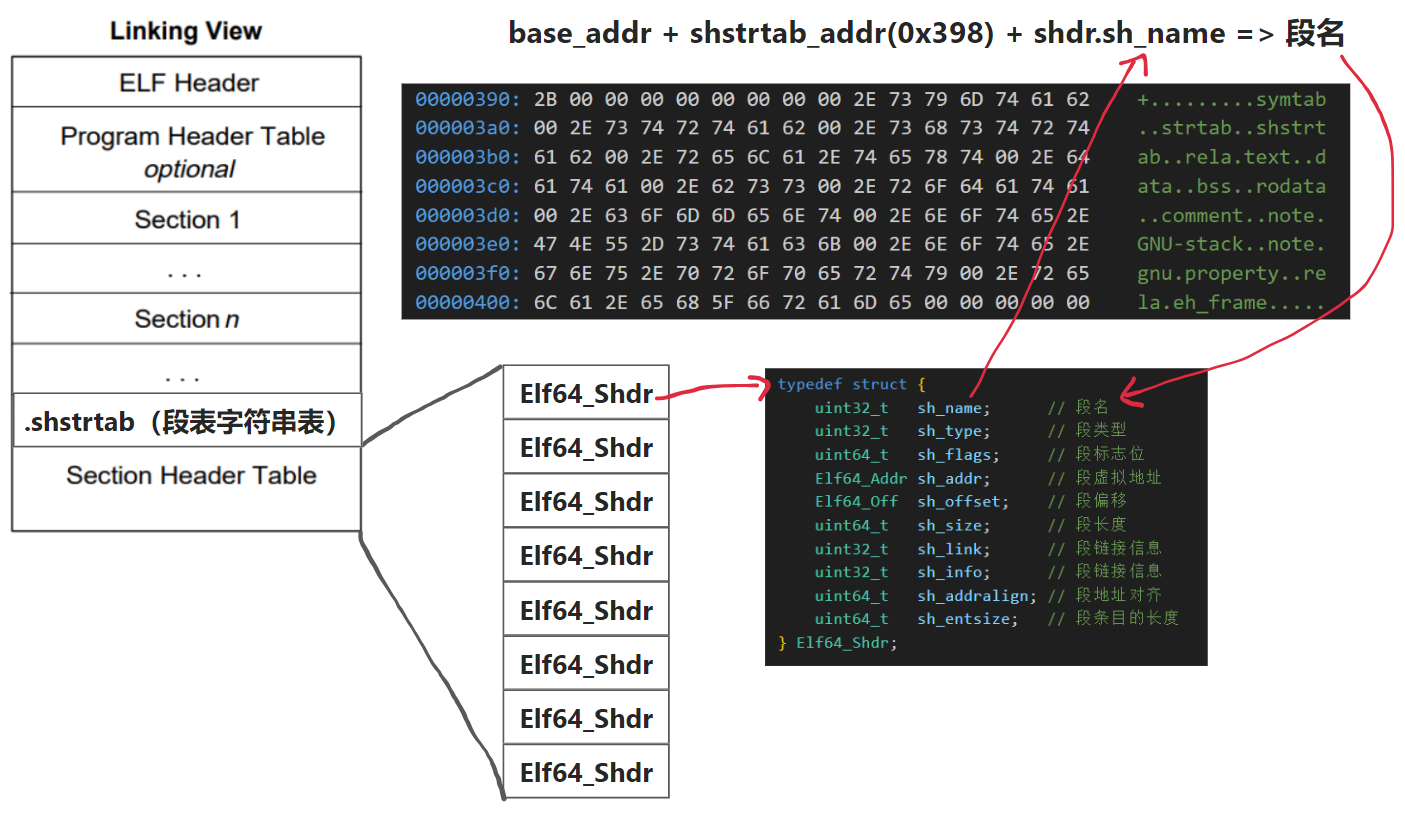 Linking View
ELF Header
Program Header Table
optional
Section 1
. . .
Section n
. . .
.shstrtab（段表字符串表）
Section Header Table
base_addr + shstrtab_addr(0x398) + shdr.sh_name => 段名
00000390: 2B 00 00 00 00 00 00 00 00 2E 73 79 6D 74 61 62 +.........symtab
000003a0: 00 2E 73 74 72 74 61 62 00 2E 73 68 73 74 72 74 ..strtab..shstrt
000003b0: 61 62 00 2E 72 65 6C 61 2E 74 65 78 74 00 2E 64 ab..rela.text..d
000003c0: 61 74 61 00 2E 62 73 73 00 2E 72 6F 64 61 74 61 ata..bss..rodata
000003d0: 00 2E 63 6F 6D 6D 65 6E 74 00 2E 6E 6F 74 65 2E ..comment..note.
000003e0: 47 4E 55 2D 73 74 61 63 6B 00 2E 6E 6F 74 65 2E GNU-stack..note.
000003f0: 67 6E 75 2E 70 72 6F 70 65 72 74 79 00 2E 72 65 gnu.property..re
00000400: 6C 61 2E 65 68 5F 66 72 61 6D 65 00 00 00 00 00 la.eh_frame.....
Elf64_Shdr
Elf64_Shdr
Elf64_Shdr
Elf64_Shdr
Elf64_Shdr
Elf64_Shdr
Elf64_Shdr
Elf64_Shdr
typedef struct {
uint32_t sh_name; // 段名
uint32_t sh_type; // 段类型
uint64_t sh_flags; // 段标志位
Elf64_Addr sh_addr; // 段虚拟地址
Elf64_Off sh_offset; // 段偏移
uint64_t sh_size; // 段长度
uint32_t sh_link; // 段链接信息
uint32_t sh_info; // 段链接信息
uint64_t sh_addralign; // 段地址对齐
uint64_t sh_entsize; // 段条目的长度
} Elf64_Shdr;